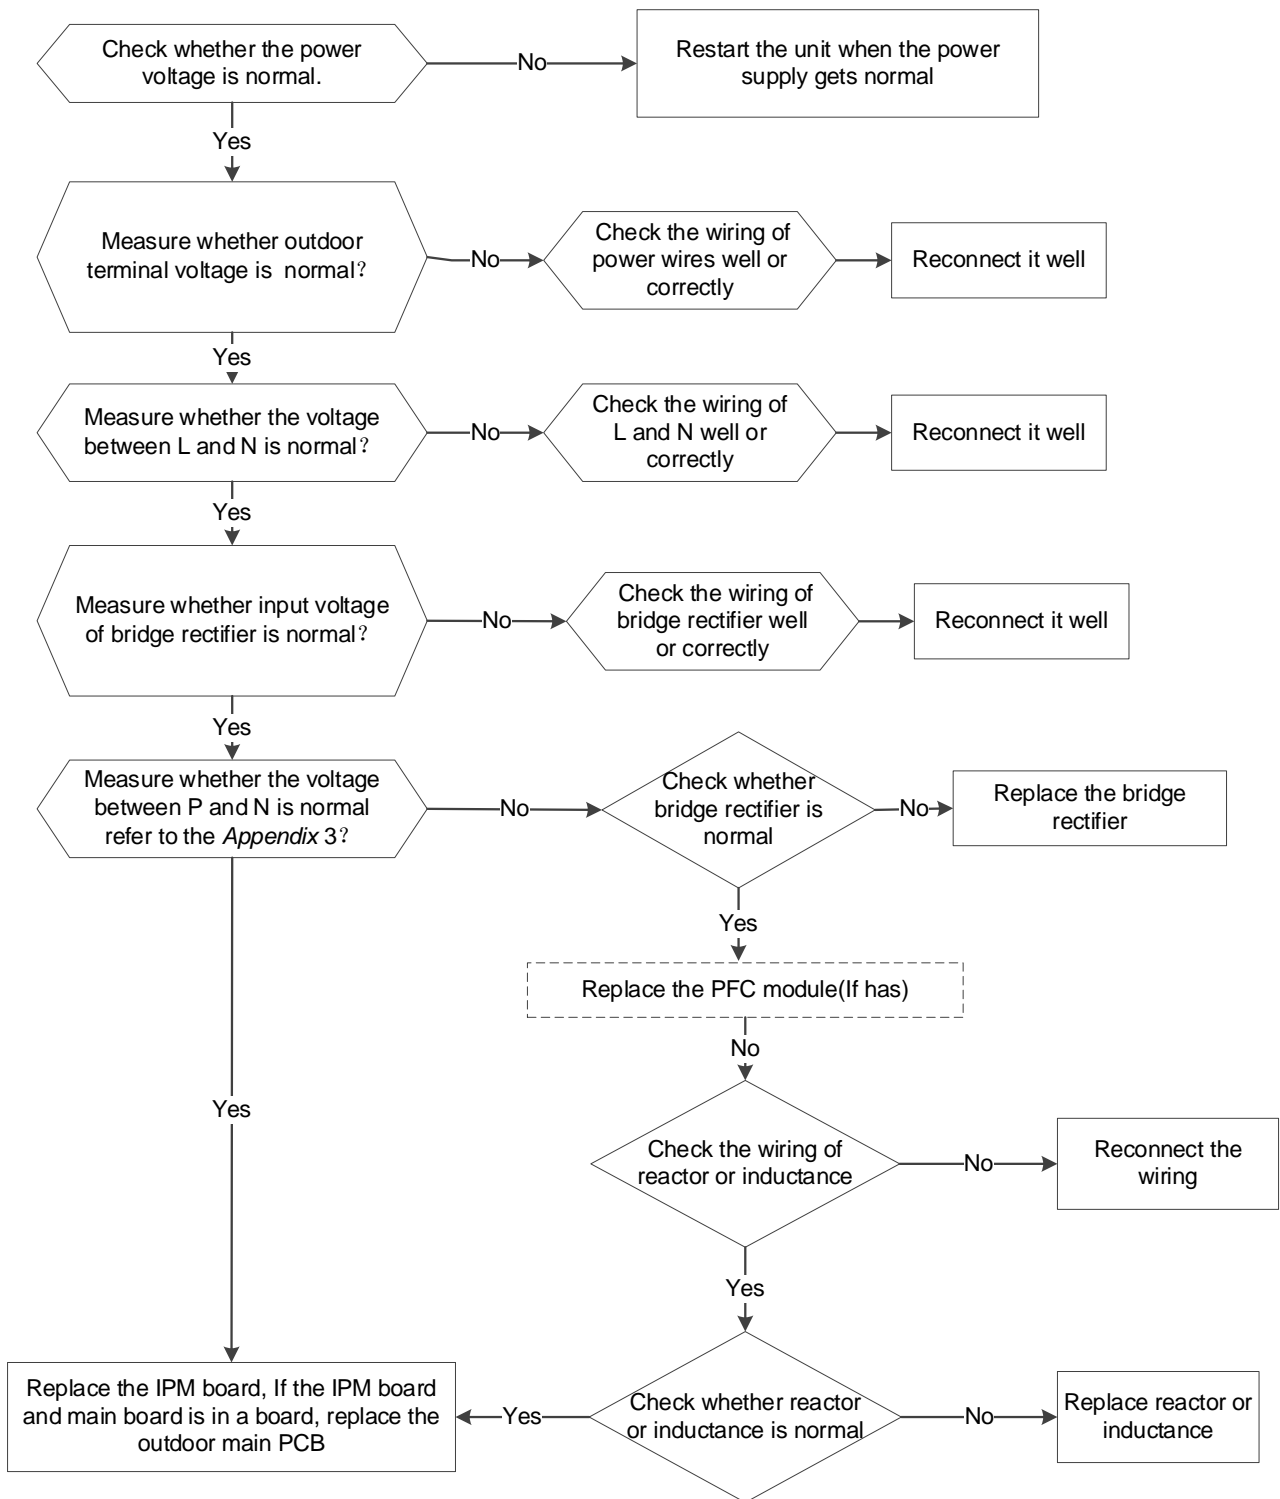 Check whether the power
voltage is normal.
No
Restart the unit when the power
supply gets normal
Yes
Measure whether outdoor
terminal voltage is  normal？
No
Check the wiring of
power wires well or
correctly
Reconnect it well
Yes
Measure whether the voltage
between L and N is normal？
No
Check the wiring of
L and N well or
correctly
Reconnect it well
Yes
Measure whether input voltage
of bridge rectifier is normal？
No
Check the wiring of
bridge rectifier well
or correctly
Reconnect it well
Yes
Measure whether the voltage
between P and N is normal
refer to the Appendix 3？
No
Check whether
bridge rectifier is
normal
No
Replace the bridge
rectifier
Yes
Replace the PFC module(If has)
No
Yes
Check the wiring of
reactor or inductance
No
Reconnect the
wiring
Yes
Replace the IPM board, If the IPM board
and main board is in a board, replace the
outdoor main PCB
Yes
Check whether reactor
or inductance is normal
No
Replace reactor or
inductance